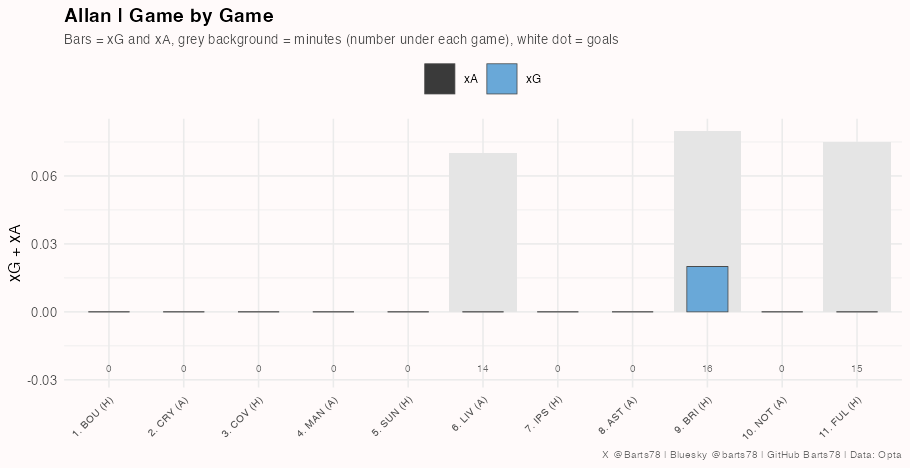 Allan | Game by Game
Bars = xG and xA, grey background = minutes (number under each game), white dot = goals
xA xG
xG + xA
0.06
0.03
0.00
-0.03
0 0 0 0 0 14 0 0 16 0 15
1. BOU (H) 2. CRY (A) 3. COV (H) 4. MAN (A) 5. SUN (H) 6. LIV (A) 7. IPS (H) 8. AST (A) 9. BRI (H) 10. NOT (A) 11. FUL (H)
X @Barts78 | Bluesky @barts78 | GitHub Barts78 | Data: Opta